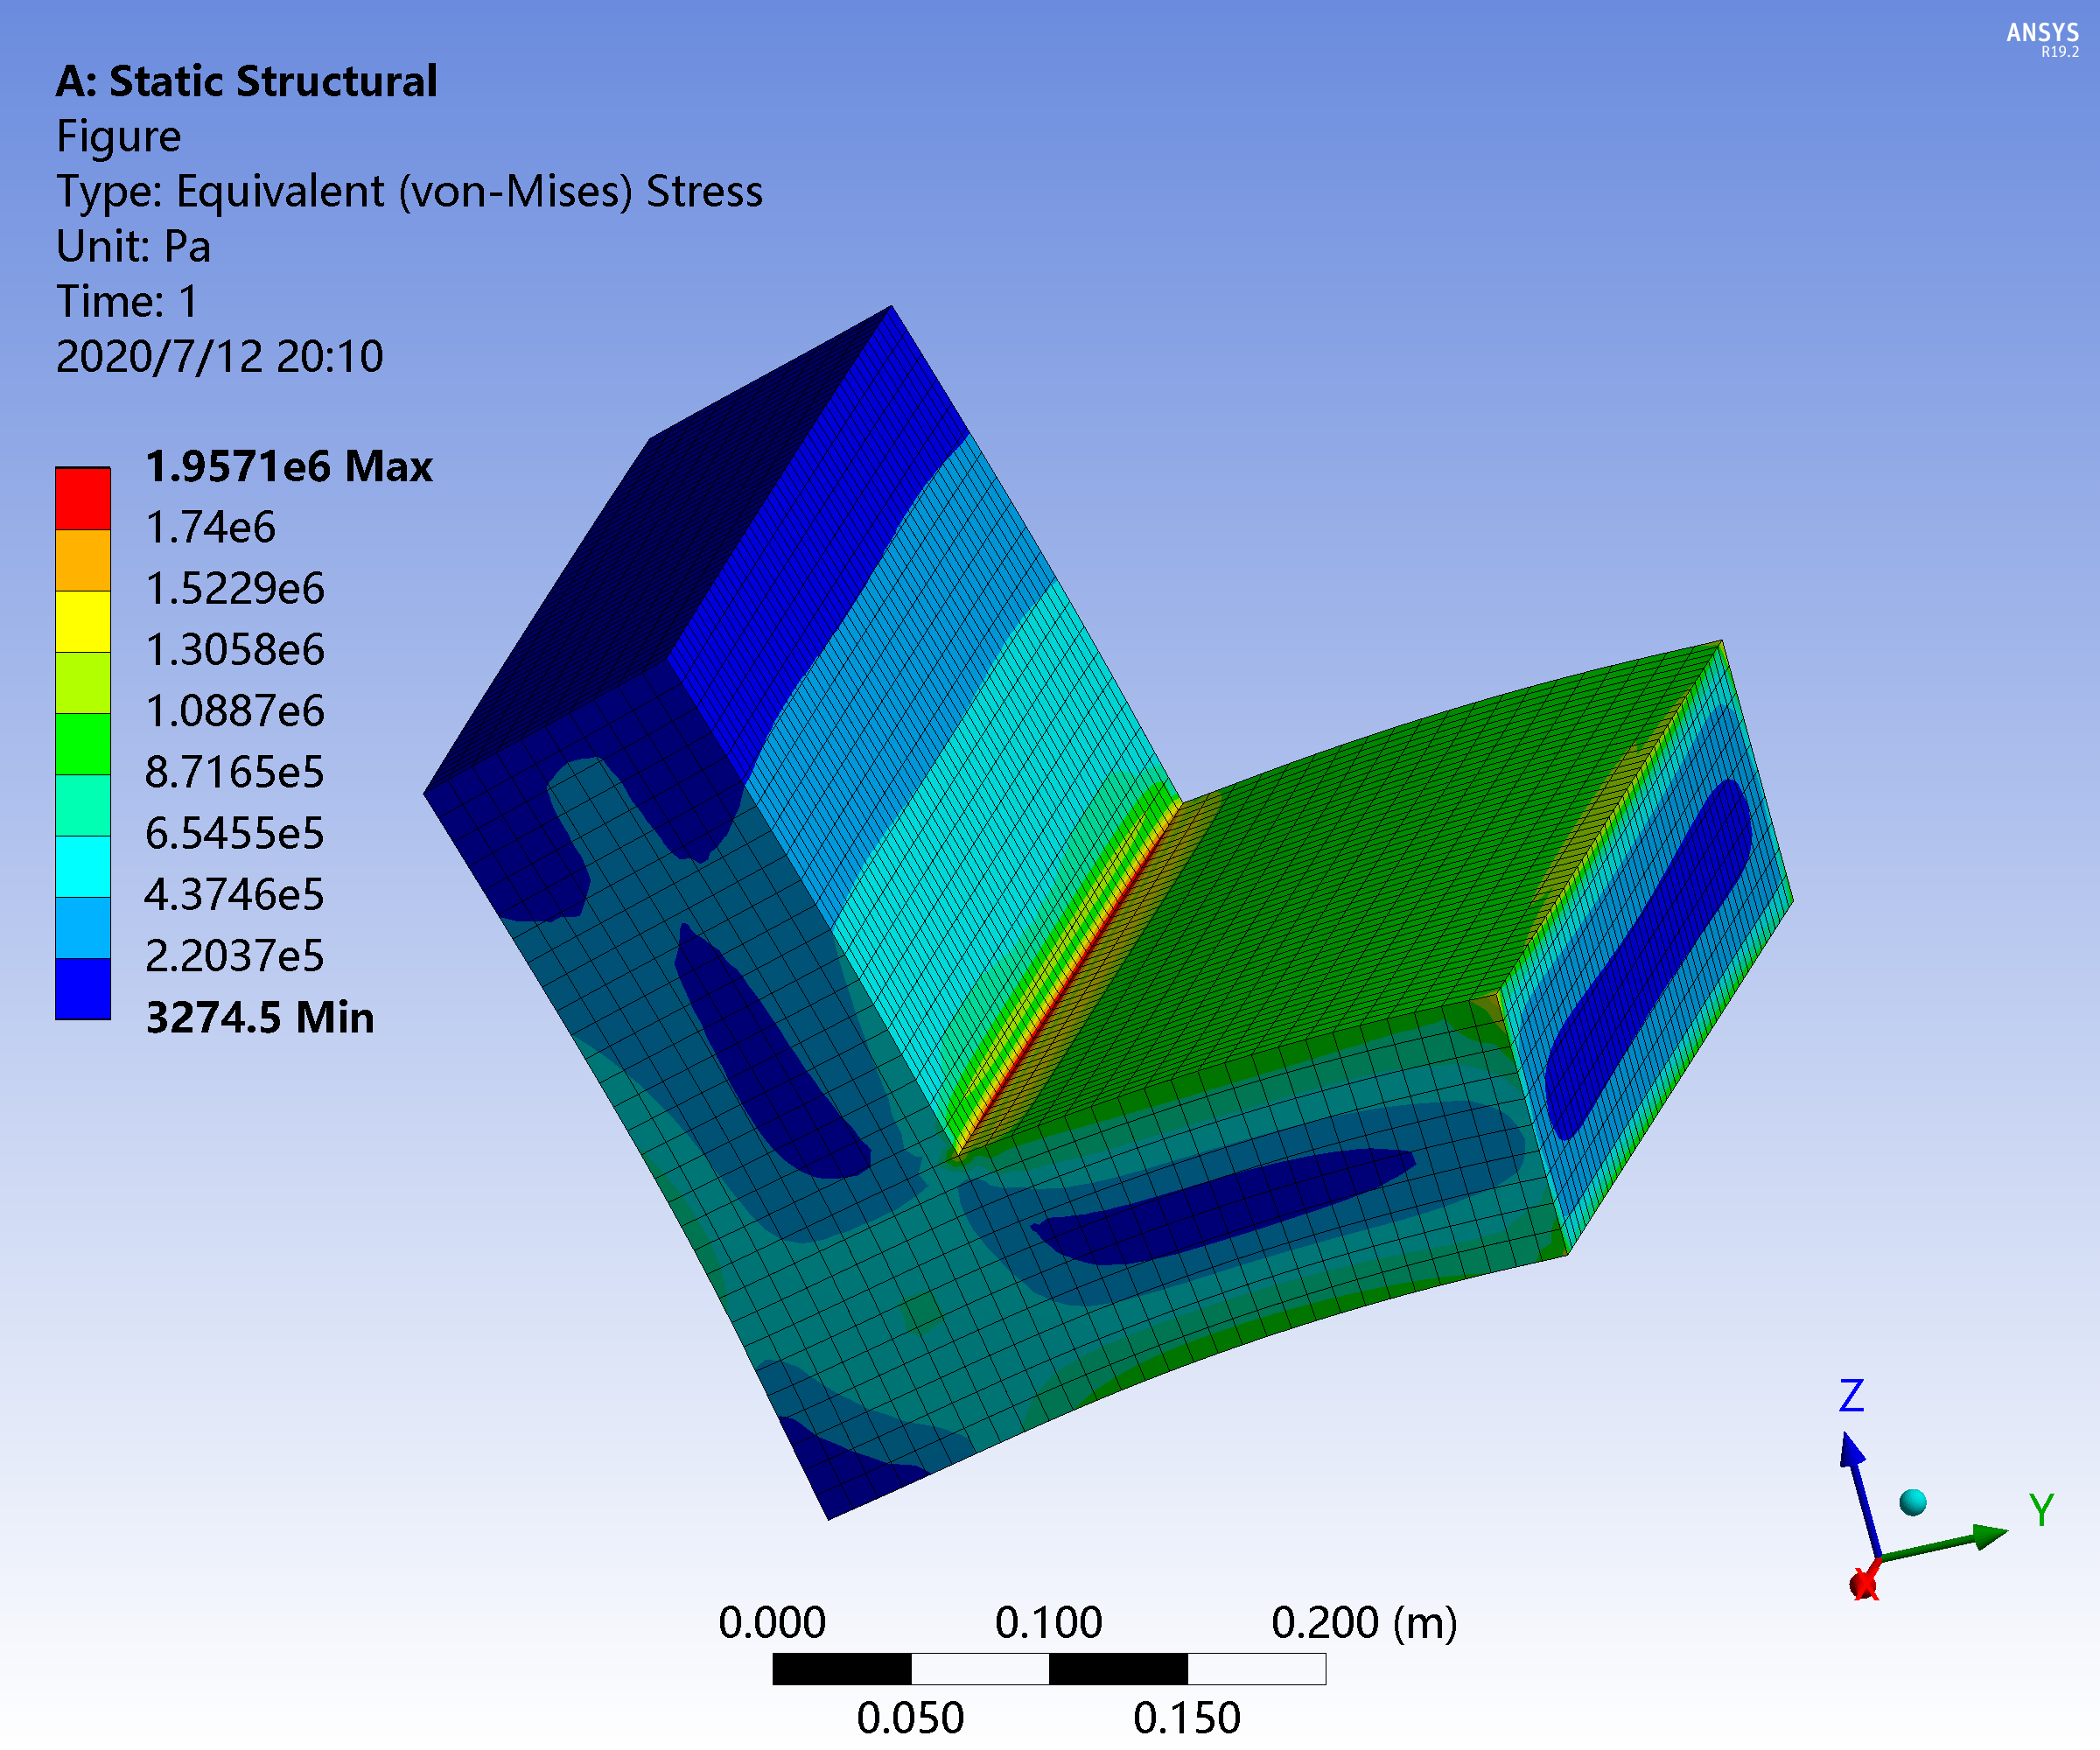 ANSYS
R19.2
A: Static Structural
Figure
Type: Equivalent (von-Mises) Stress
Unit: Pa
Time: 1
2020/7/12 20:10
1.9571e6 Max
1.74e6
1.5229e6
1.3058e6
1.0887e6
8.7165e5
6.5455e5
4.3746e5
2.2037e5
3274.5 Min
Z
Y
X
0.000 0.100 0.200 (m)
0.050 0.150